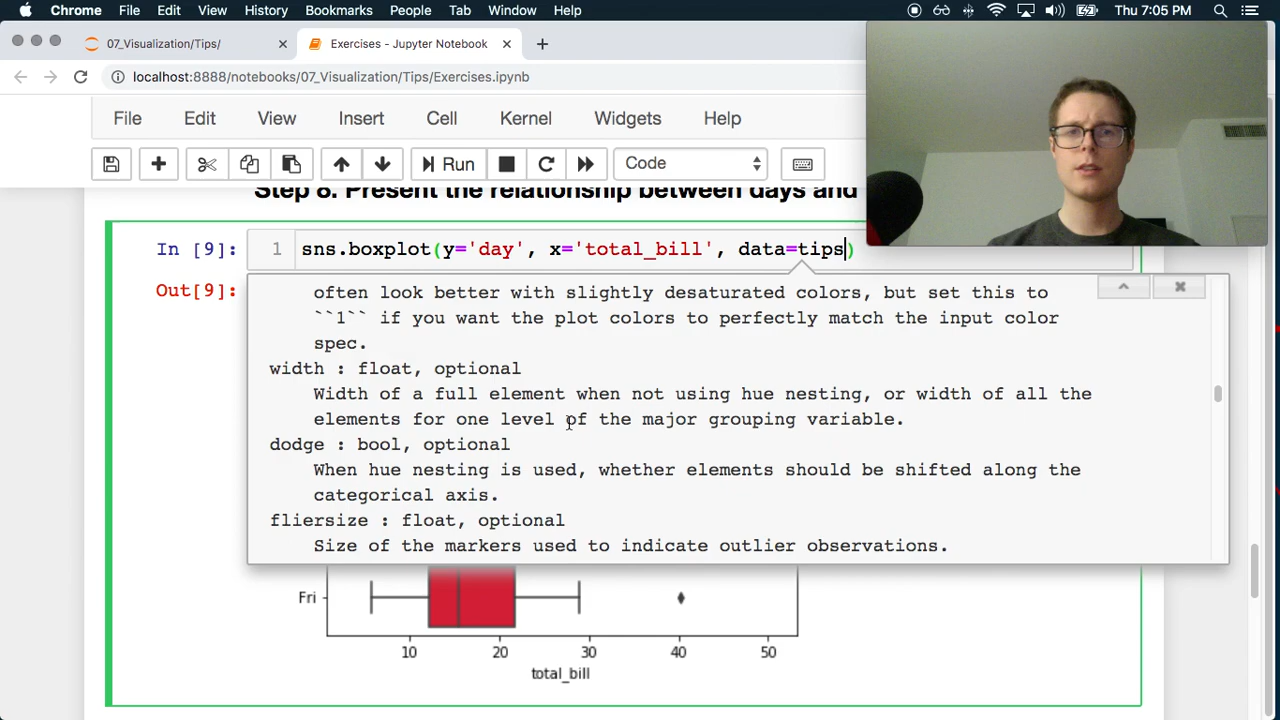 Chrome File Edit View History Bookmarks People Tab Window Help Thu 7:05 PM
07_Visualization/Tips/ Exercises - Jupyter Notebook
localhost:8888/notebooks/07_Visualization/Tips/Exercises.ipynb
File Edit View Insert Cell Kernel Widgets Help
Run Code
Step 8. Present the relationship between days and
In [9]: 1 sns.boxplot(y='day', x='total_bill', data=tips)
Out[9]:
often look better with slightly desaturated colors, but set this to
``1`` if you want the plot colors to perfectly match the input color
spec.
width : float, optional
Width of a full element when not using hue nesting, or width of all the
elements for one level of the major grouping variable.
dodge : bool, optional
When hue nesting is used, whether elements should be shifted along the
categorical axis.
fliersize : float, optional
Size of the markers used to indicate outlier observations.
Fri
10 20 30 40 50
total_bill